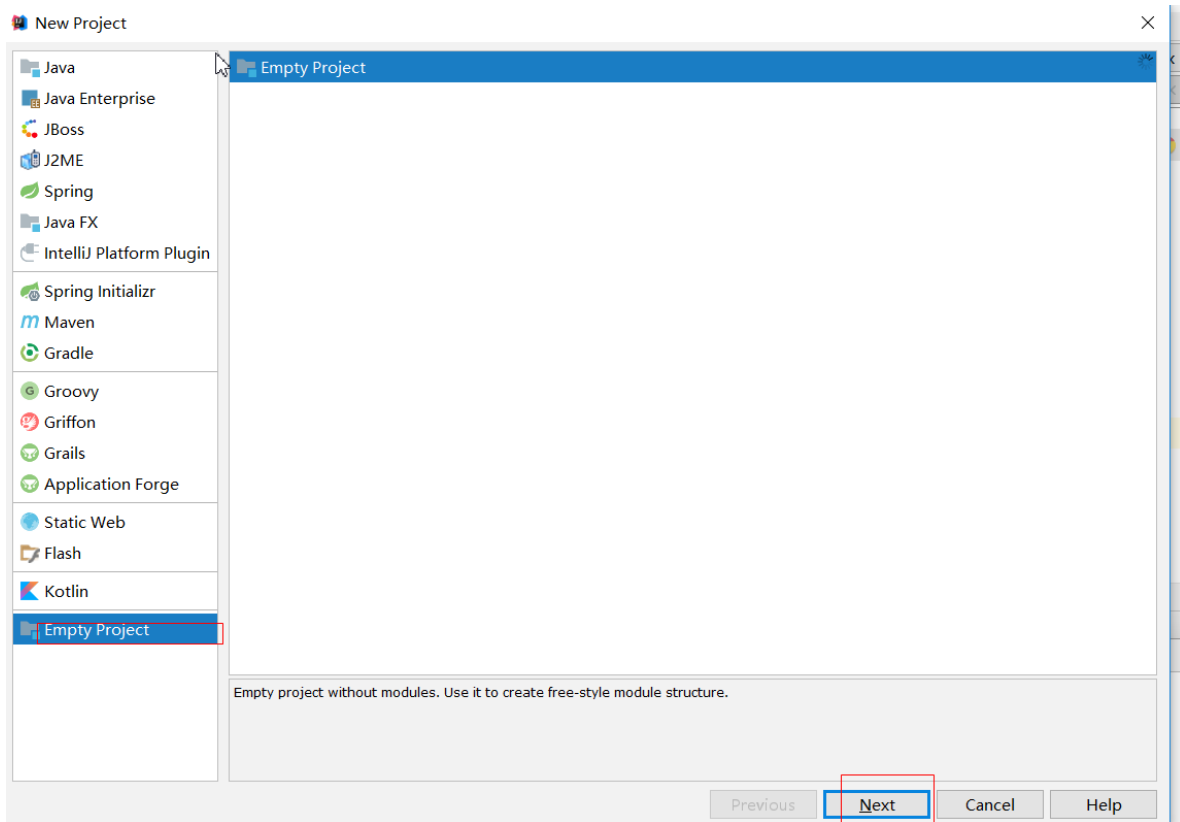 New Project
Java
Java Enterprise
JBoss
J2ME
Spring
Java FX
IntelliJ Platform Plugin
Spring Initializr
Maven
Gradle
Groovy
Griffon
Grails
Application Forge
Static Web
Flash
Kotlin
Empty Project
Empty Project
Empty project without modules. Use it to create free-style module structure.
Previous
Next
Cancel
Help